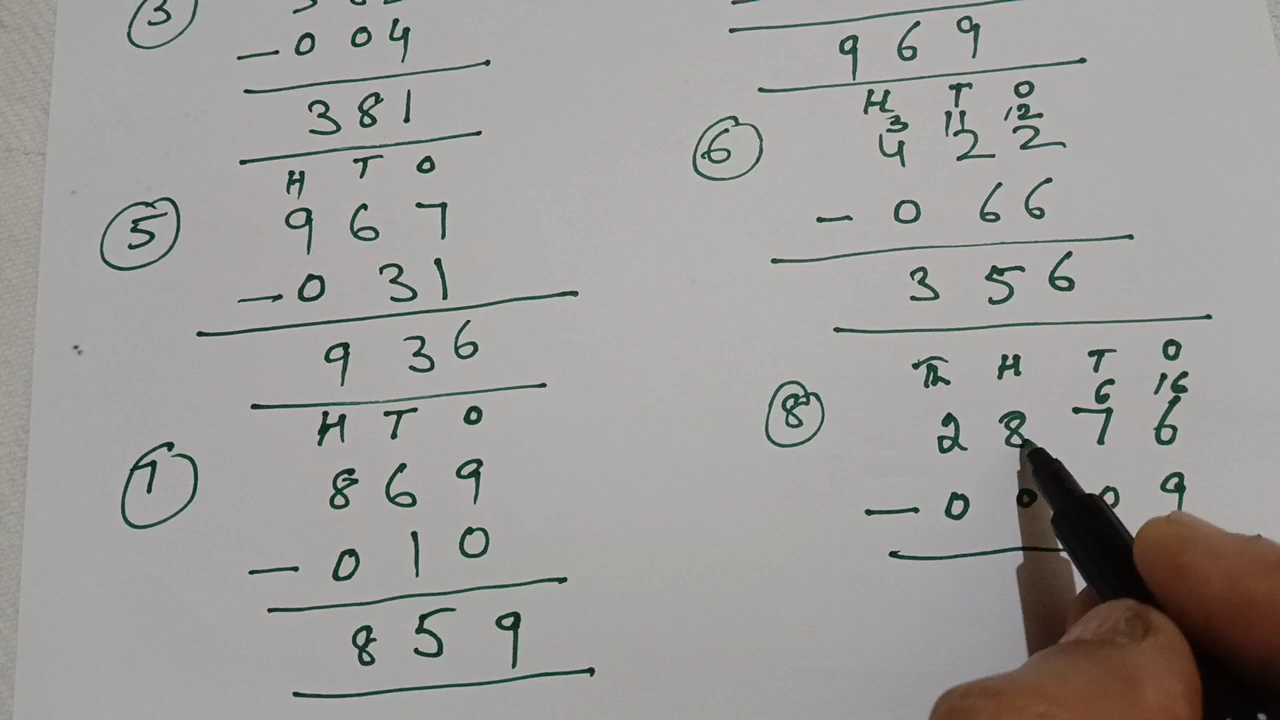 ③
— 0 0 4
3 8 1
H T O
⑤ 9 6 7
— 0 3 1
9 3 6
H T O
⑦ 8 6 9
— 0 1 0
8 5 9
9 6 9
H T O
3 11 12
⑥ 4 2 2
— 0 6 6
3 5 6
Th H T O
6 16
⑧ 2 8 7 6
— 0 0 0 9